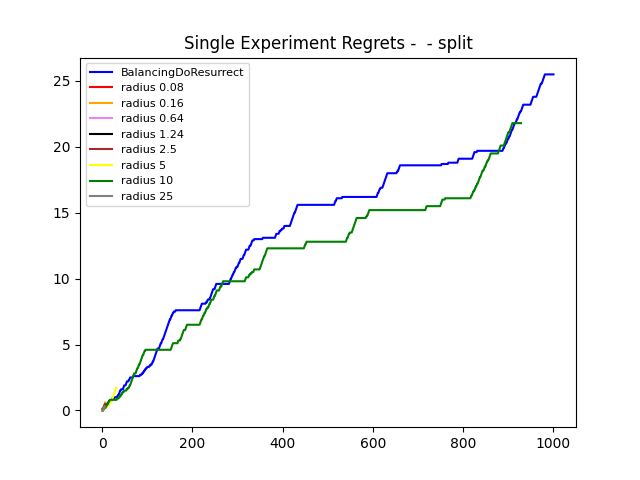 Single Experiment Regrets -  - split
BalancingDoResurrect
radius 0.08
radius 0.16
radius 0.64
radius 1.24
radius 2.5
radius 5
radius 10
radius 25
25
20
15
10
5
0
0 200 400 600 800 1000